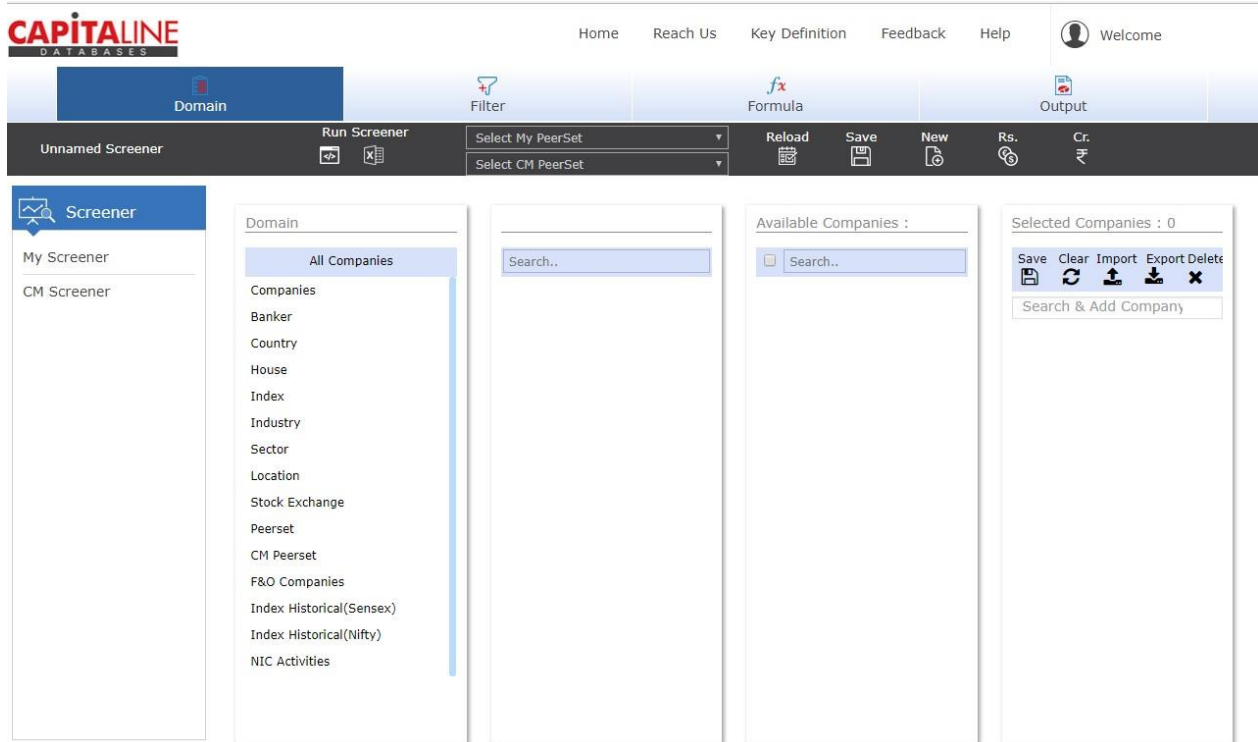 CAPITALINE
DATABASES
Home Reach Us Key Definition Feedback Help Welcome
Domain Filter fx Formula Output
Unnamed Screener
Run Screener
Select My PeerSet
Select CM PeerSet
Reload Save New Rs. Cr.
₹
Screener
My Screener
CM Screener
Domain
All Companies
Companies
Banker
Country
House
Index
Industry
Sector
Location
Stock Exchange
Peerset
CM Peerset
F&O Companies
Index Historical(Sensex)
Index Historical(Nifty)
NIC Activities
Search..
Available Companies :
Search..
Selected Companies : 0
Save Clear Import Export Delete
Search & Add Company